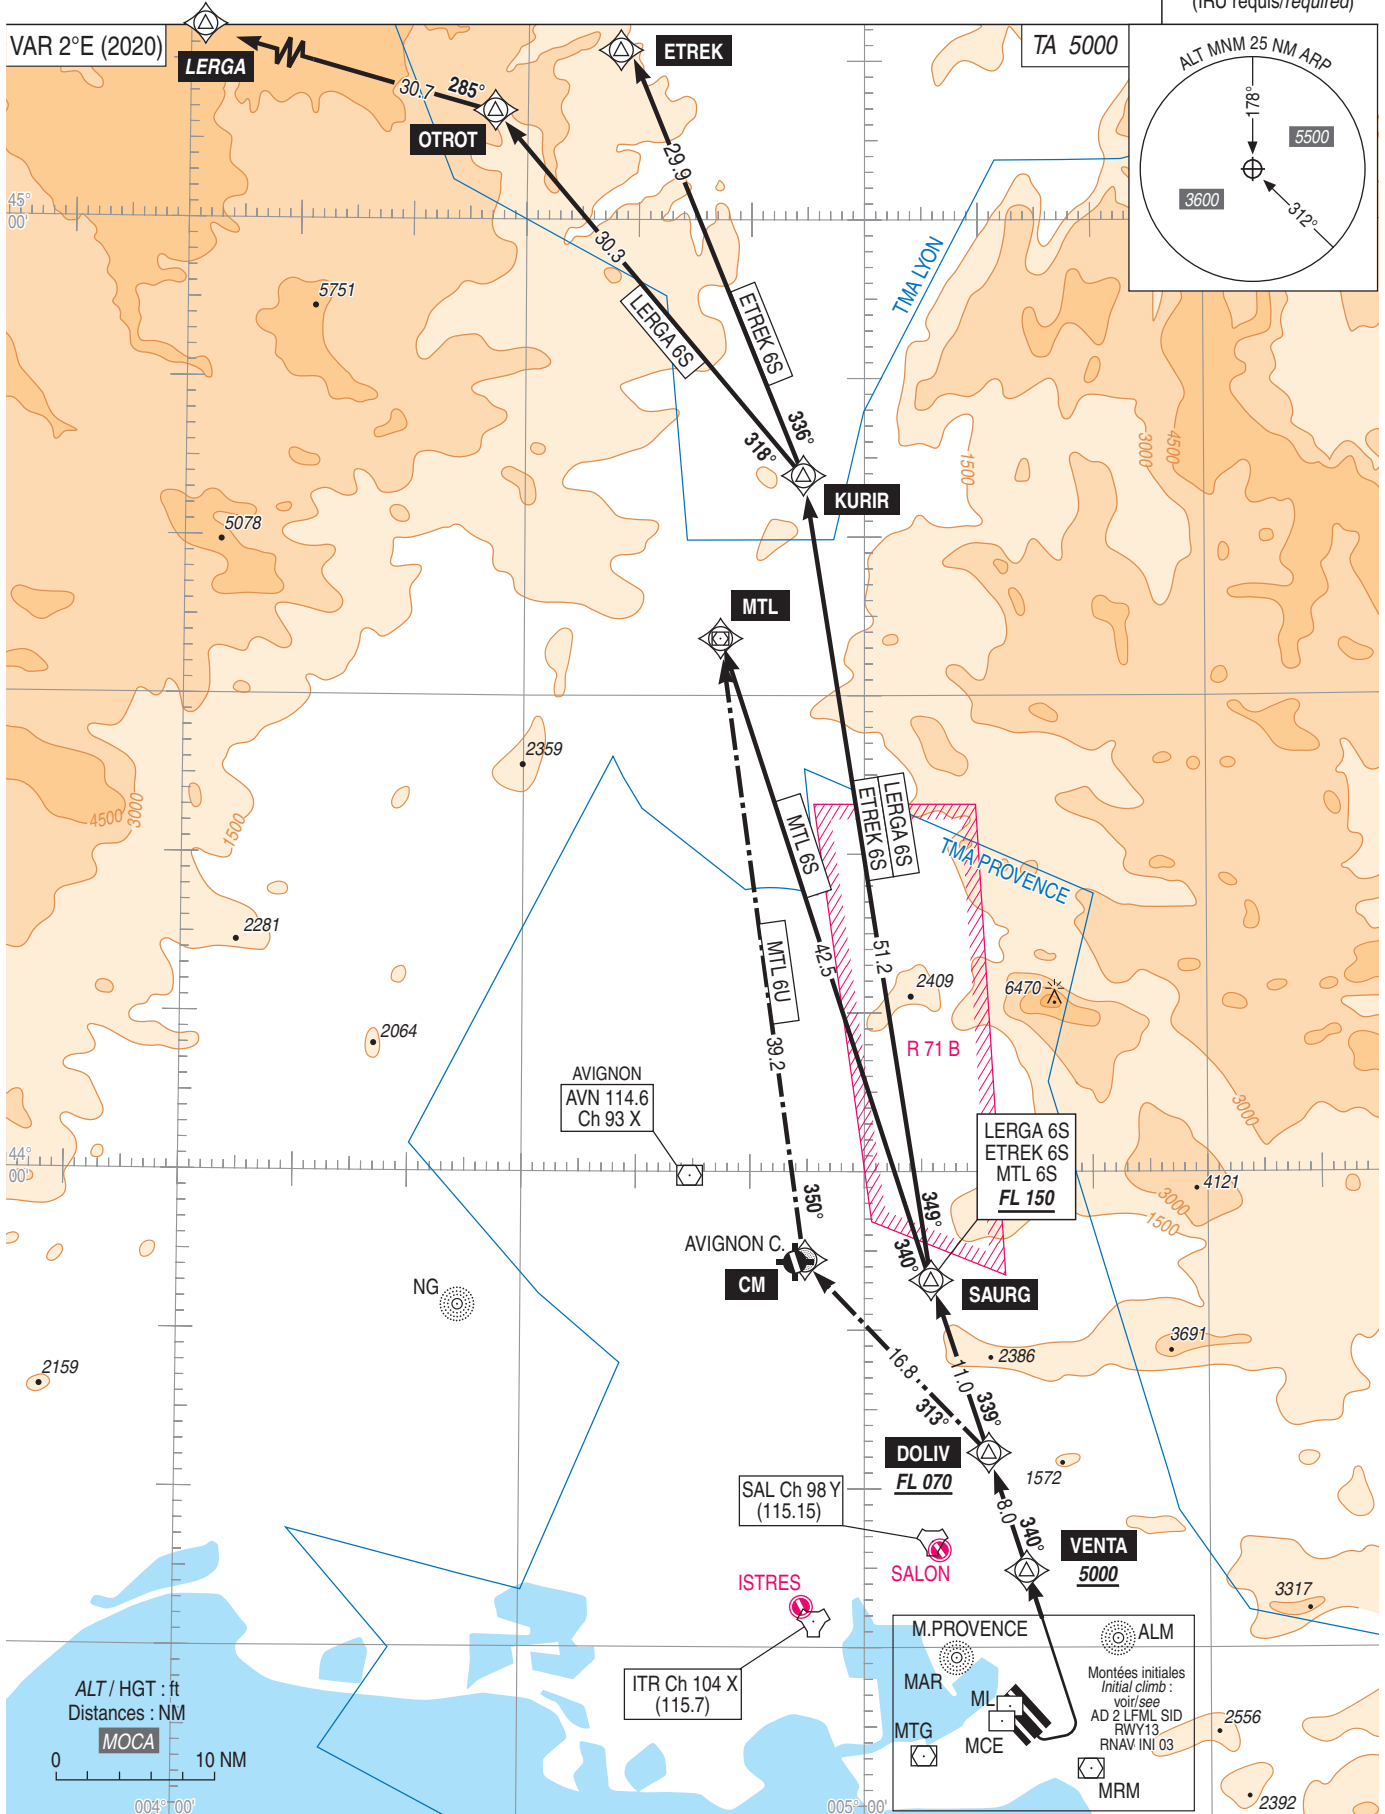 (IRU requis/required)
VAR 2°E (2020)
LERGA
ETREK
TA 5000
ALT MNM 25 NM ARP
178°
5500
3600
312°
30.7
285°
OTROT
29.9
45°
00'
30.3
5751
LERGA 6S
ETREK 6S
TMA LYON
336°
318°
3000
4500
1500
KURIR
5078
MTL
2359
4500
3000
1500
MTL 6S
ETREK 6S
LERGA 6S
TMA PROVENCE
2281
MTL 6U
42.5
51.2
2409
6470
2064
39.2
R 71 B
AVIGNON
AVN 114.6
Ch 93 X
3000
LERGA 6S
ETREK 6S
MTL 6S
FL 150
44°
00'
4121
3000
1500
350°
349°
340°
AVIGNON C.
CM
NG
SAURG
3691
2386
2159
16.8
11.0
313°
339°
DOLIV
FL 070
1572
SAL Ch 98 Y
(115.15)
8.0
340°
VENTA
5000
SALON
ISTRES
3317
M.PROVENCE
ALM
MAR
ITR Ch 104 X
(115.7)
Montées initiales
Initial climb :
voir/see
AD 2 LFML SID
RWY13
RNAV INI 03
ML
MCE
MTG
MRM
ALT / HGT : ft
Distances : NM
MOCA
0
10 NM
2556
2392
004° 00'
005° 00'